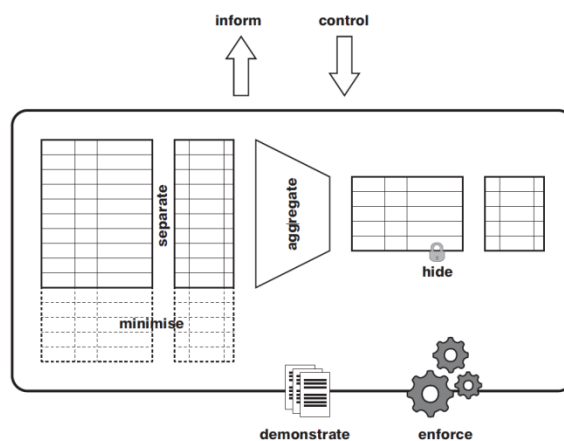 inform
control
separate
aggregate
hide
minimise
demonstrate
enforce